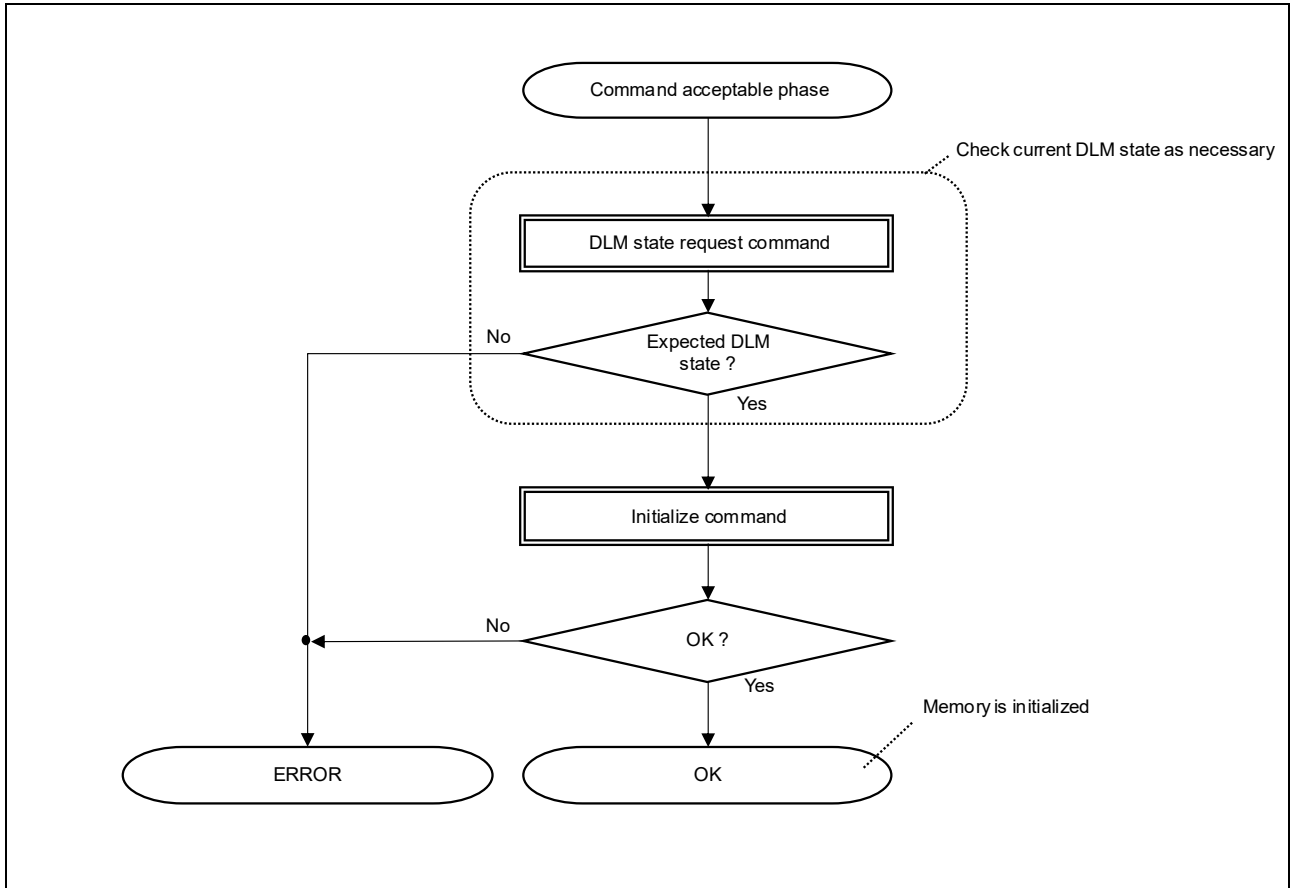 Command acceptable phase
Check current DLM state as necessary
DLM state request command
No
Expected DLM
state ?
Yes
Initialize command
No
OK ?
Yes
Memory is initialized
ERROR
OK